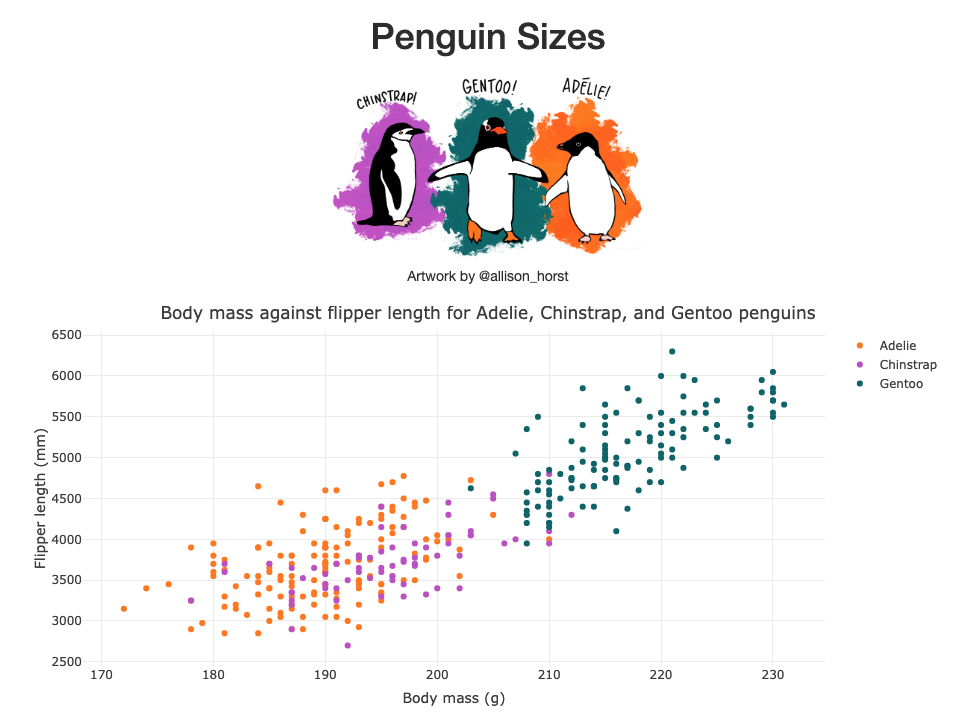 Penguin Sizes
CHINSTRAP!
GENTOO!
ADÉLIE!
Artwork by @allison_horst
Body mass against flipper length for Adelie, Chinstrap, and Gentoo penguins
Flipper length (mm)
6500
6000
5500
5000
4500
4000
3500
3000
2500
170
180
190
200
210
220
230
Body mass (g)
Adelie
Chinstrap
Gentoo